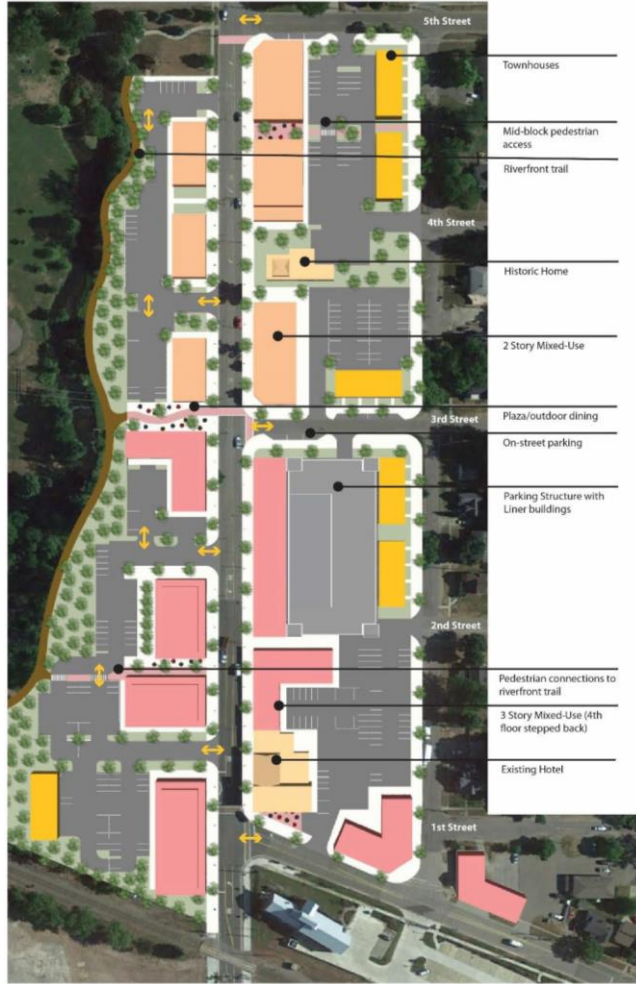 5th Street
Townhouses
Mid-block pedestrian
access
Riverfront trail
4th Street
Historic Home
2 Story Mixed-Use
Plaza/outdoor dining
3rd Street
On-street parking
Parking Structure with
Liner buildings
2nd Street
Pedestrian connections to
riverfront trail
3 Story Mixed-Use (4th
floor stepped back)
Existing Hotel
1st Street